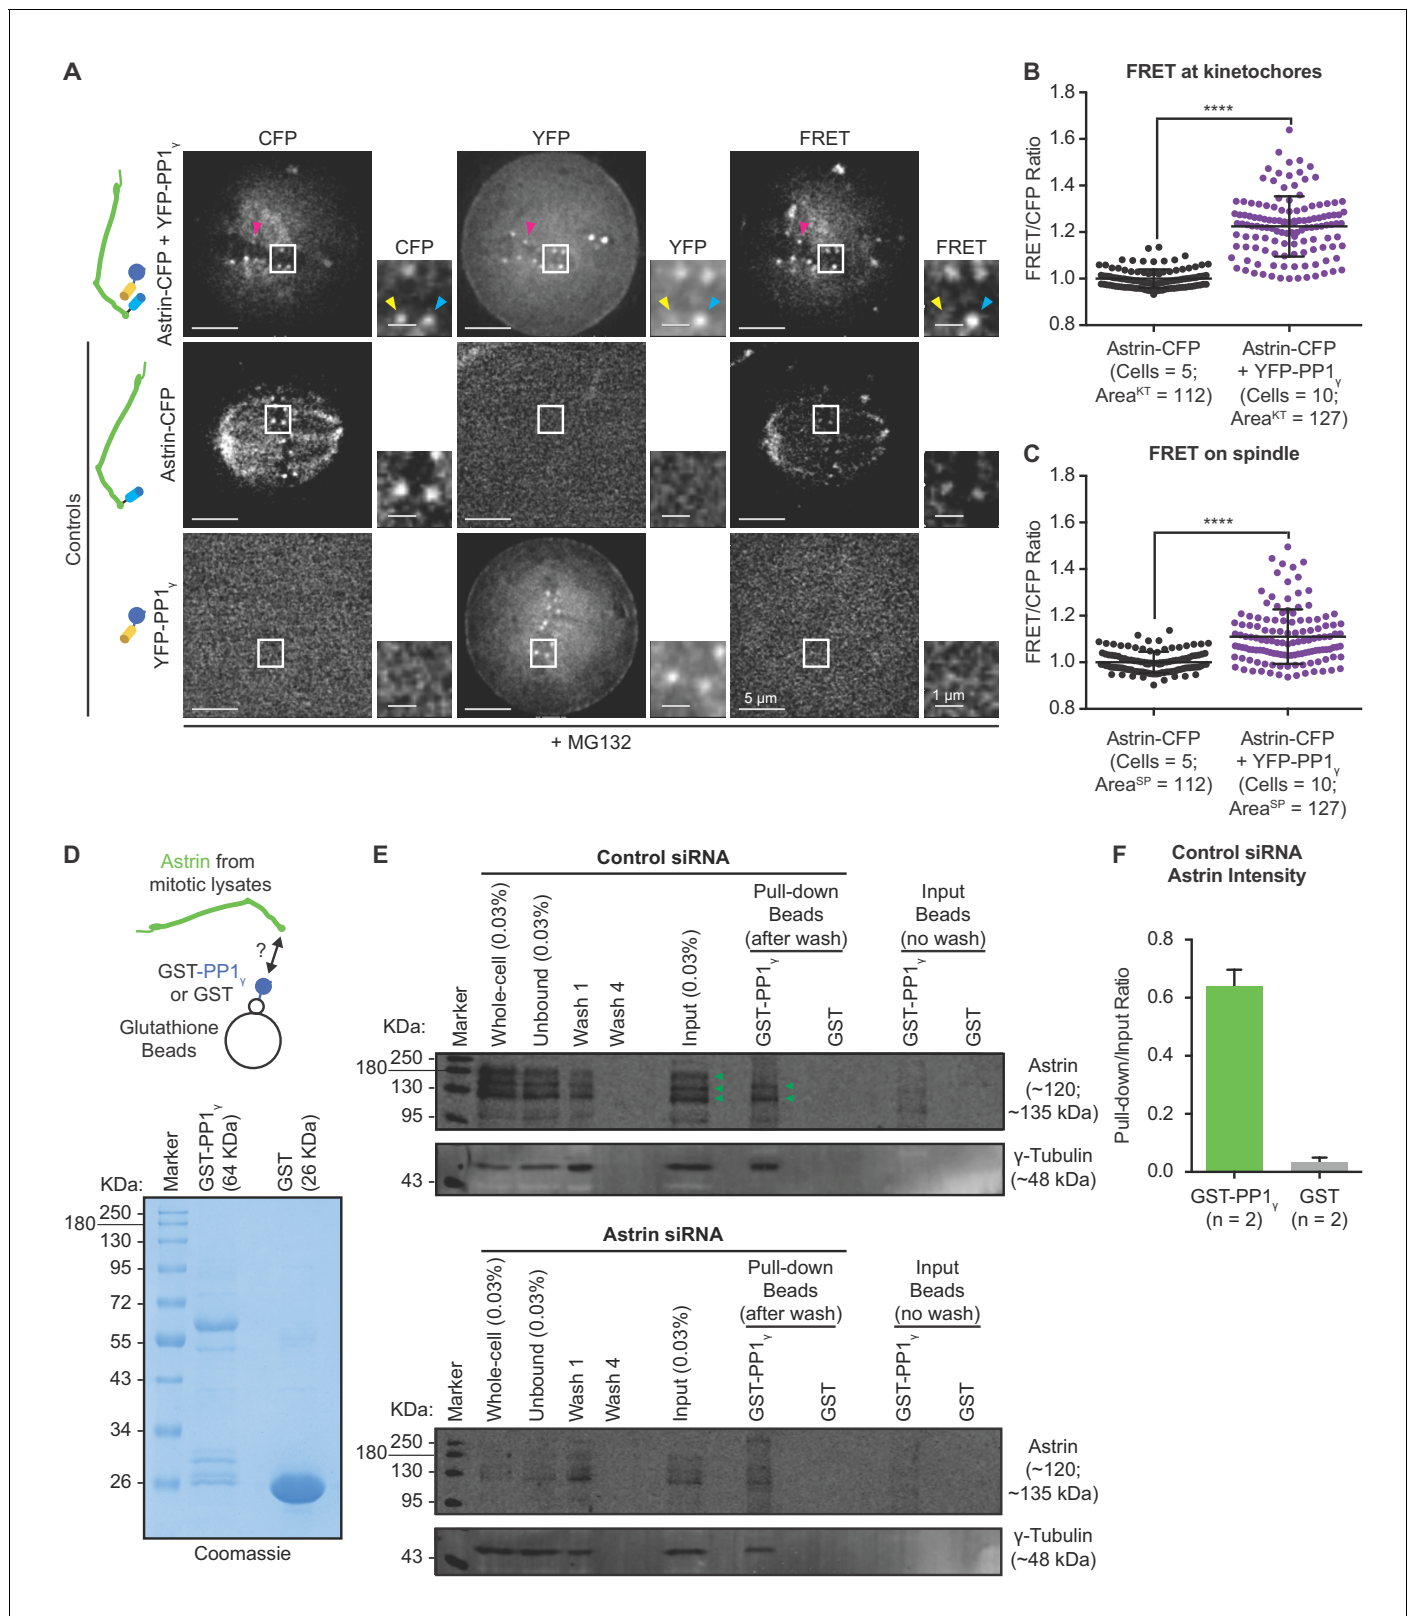 A
CFP
YFP
FRET
Astrin-CFP + YFP-PP1γ
CFP
YFP
FRET
Controls
Astrin-CFP
YFP-PP1γ
5 µm
1 µm
+ MG132
B
FRET at kinetochores
FRET/CFP Ratio
1.8
1.6
1.4
1.2
1.0
0.8
****
Astrin-CFP
(Cells = 5;
Area^KT = 112)
Astrin-CFP
+ YFP-PP1γ
(Cells = 10;
Area^KT = 127)
C
FRET on spindle
FRET/CFP Ratio
1.8
1.6
1.4
1.2
1.0
0.8
****
Astrin-CFP
(Cells = 5;
Area^SP = 112)
Astrin-CFP
+ YFP-PP1γ
(Cells = 10;
Area^SP = 127)
D
Astrin from
mitotic lysates
?
GST-PP1γ
or GST
Glutathione
Beads
KDa:
Marker
GST-PP1γ
(64 KDa)
GST
(26 KDa)
250
180
130
95
72
55
43
34
26
Coomassie
E
Control siRNA
Pull-down
Beads
(after wash)
Input
Beads
(no wash)
KDa:
Marker
Whole-cell (0.03%)
Unbound (0.03%)
Wash 1
Wash 4
Input (0.03%)
GST-PP1γ
GST
GST-PP1γ
GST
250
180
130
95
Astrin
(~120;
~135 kDa)
43
γ-Tubulin
(~48 kDa)
Astrin siRNA
Pull-down
Beads
(after wash)
Input
Beads
(no wash)
KDa:
Marker
Whole-cell (0.03%)
Unbound (0.03%)
Wash 1
Wash 4
Input (0.03%)
GST-PP1γ
GST
GST-PP1γ
GST
250
180
130
95
Astrin
(~120;
~135 kDa)
43
γ-Tubulin
(~48 kDa)
F
Control siRNA
Astrin Intensity
Pull-down/Input Ratio
0.8
0.6
0.4
0.2
0.0
GST-PP1γ
(n = 2)
GST
(n = 2)